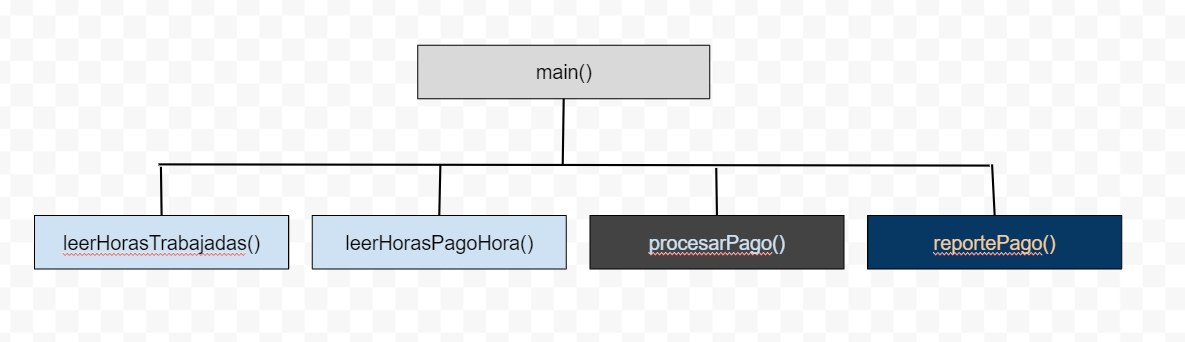 main()
leerHorasTrabajadas()
leerHorasPagoHora()
procesarPago()
reportePago()